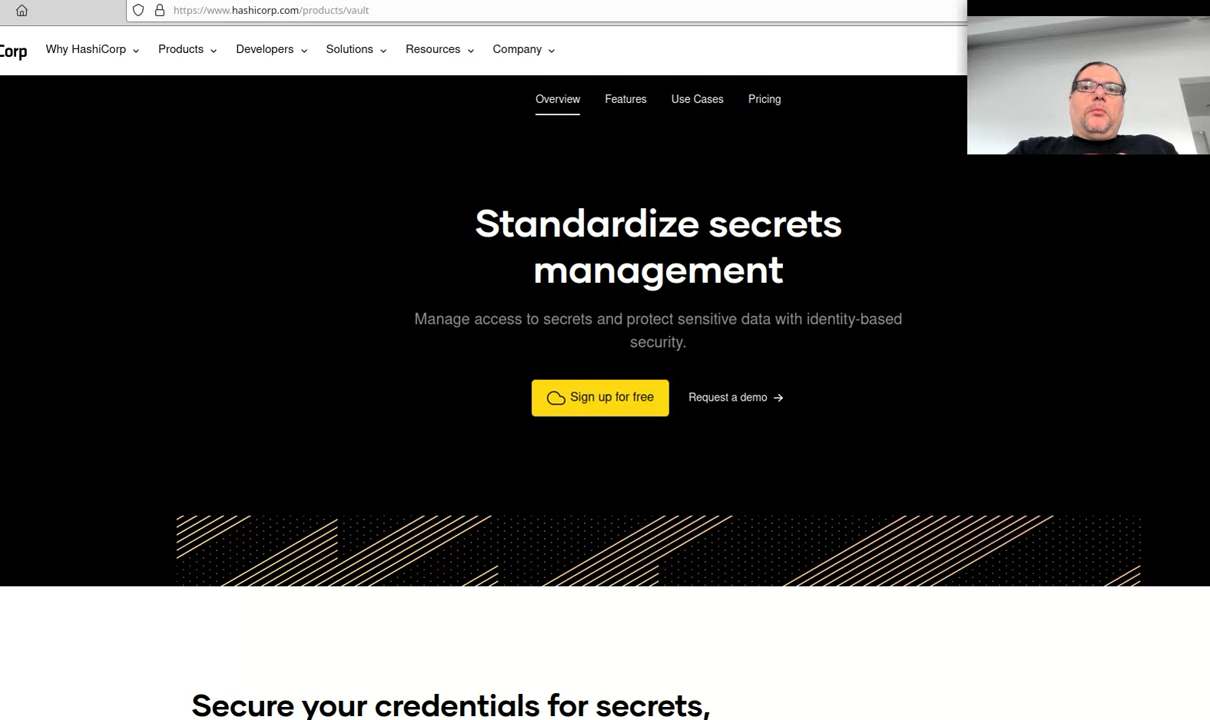 https://www.hashicorp.com/products/vault
Corp Why HashiCorp Products Developers Solutions Resources Company
Overview Features Use Cases Pricing
Standardize secrets
management
Manage access to secrets and protect sensitive data with identity-based
security.
Sign up for free Request a demo →
Secure your credentials for secrets,